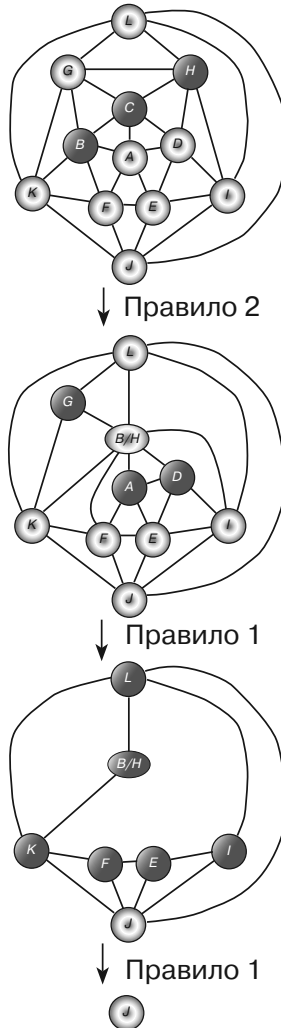 L
G H
C
B A D
K F E I
J
Правило 2
L
G
B/H
A D
K F E I
J
Правило 1
L
B/H
K F E I
J
Правило 1
J